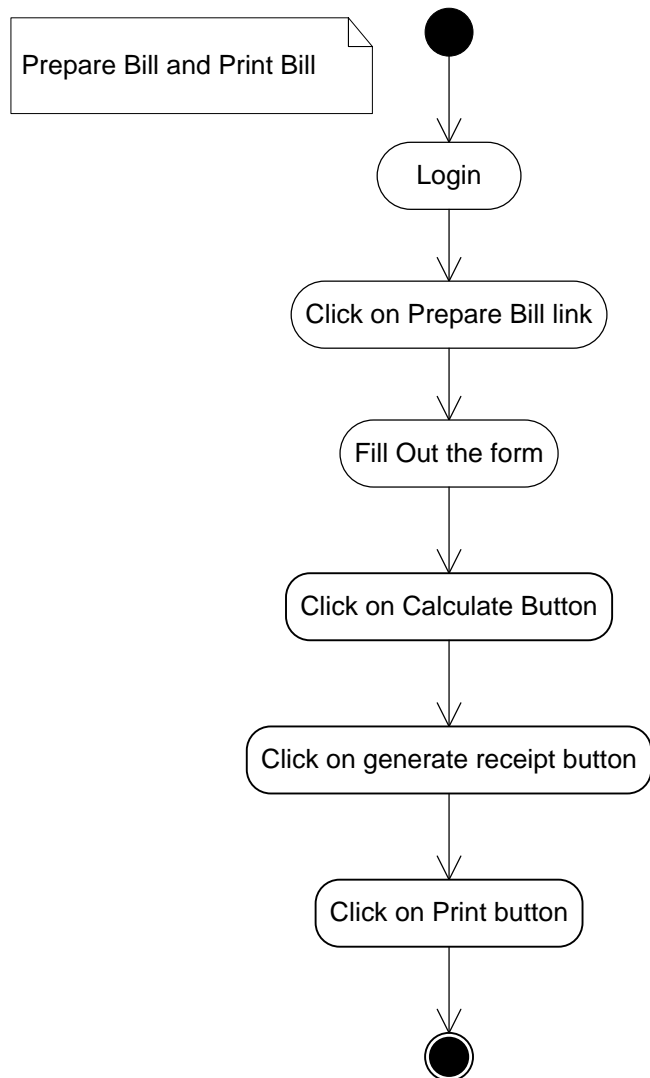 Prepare Bill and Print Bill
Login
Click on Prepare Bill link
Fill Out the form
Click on Calculate Button
Click on generate receipt button
Click on Print button